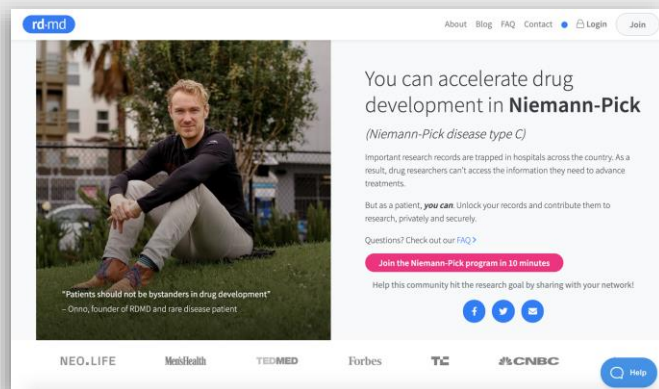 rd-md
About Blog FAQ Contact Login Join
You can accelerate drug
development in Niemann-Pick
(Niemann-Pick disease type C)
Important research records are trapped in hospitals across the country. As a
result, drug researchers can't access the information they need to advance
treatments.
But as a patient, you can. Unlock your records and contribute them to
research, privately and securely.
Questions? Check out our FAQ >
Join the Niemann-Pick program in 10 minutes
Help this community hit the research goal by sharing with your network!
"Patients should not be bystanders in drug development"
– Onno, founder of RDMD and rare disease patient
NEO.LIFE Men'sHealth TEDMED Forbes TC CNBC
Help